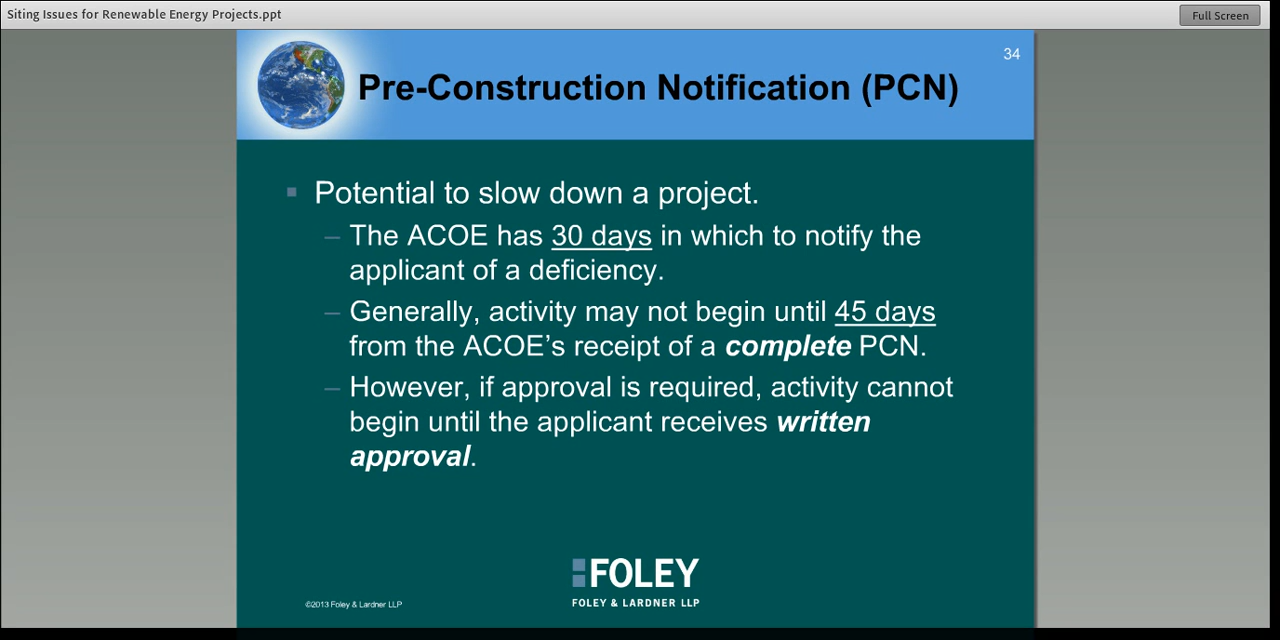 Siting Issues for Renewable Energy Projects.ppt
Full Screen
34
Pre-Construction Notification (PCN)
Potential to slow down a project.
– The ACOE has 30 days in which to notify the
applicant of a deficiency.
– Generally, activity may not begin until 45 days
from the ACOE’s receipt of a complete PCN.
– However, if approval is required, activity cannot
begin until the applicant receives written
approval.
FOLEY
FOLEY & LARDNER LLP
©2013 Foley & Lardner LLP